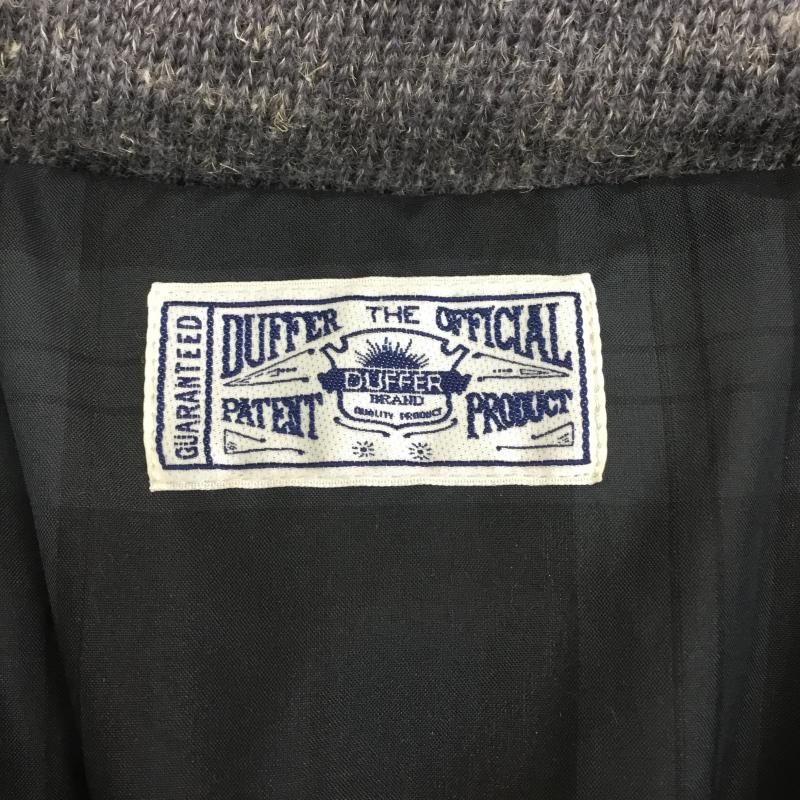 GUARANTEED
DUFFER THE OFFICIAL
DUFFER
BRAND
QUALITY PRODUCT
PATENT PRODUCT